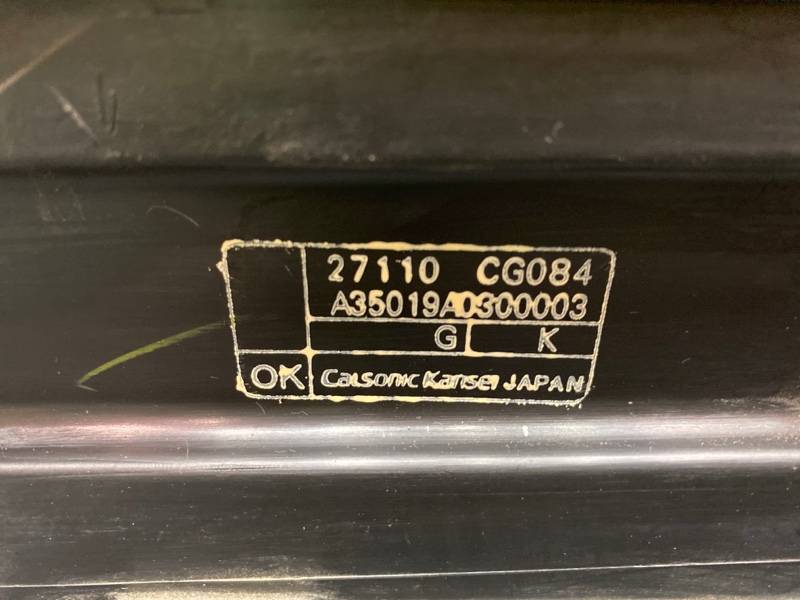 27110 CG084
A35019A0300003
G K
OK Calsonic Kansei JAPAN